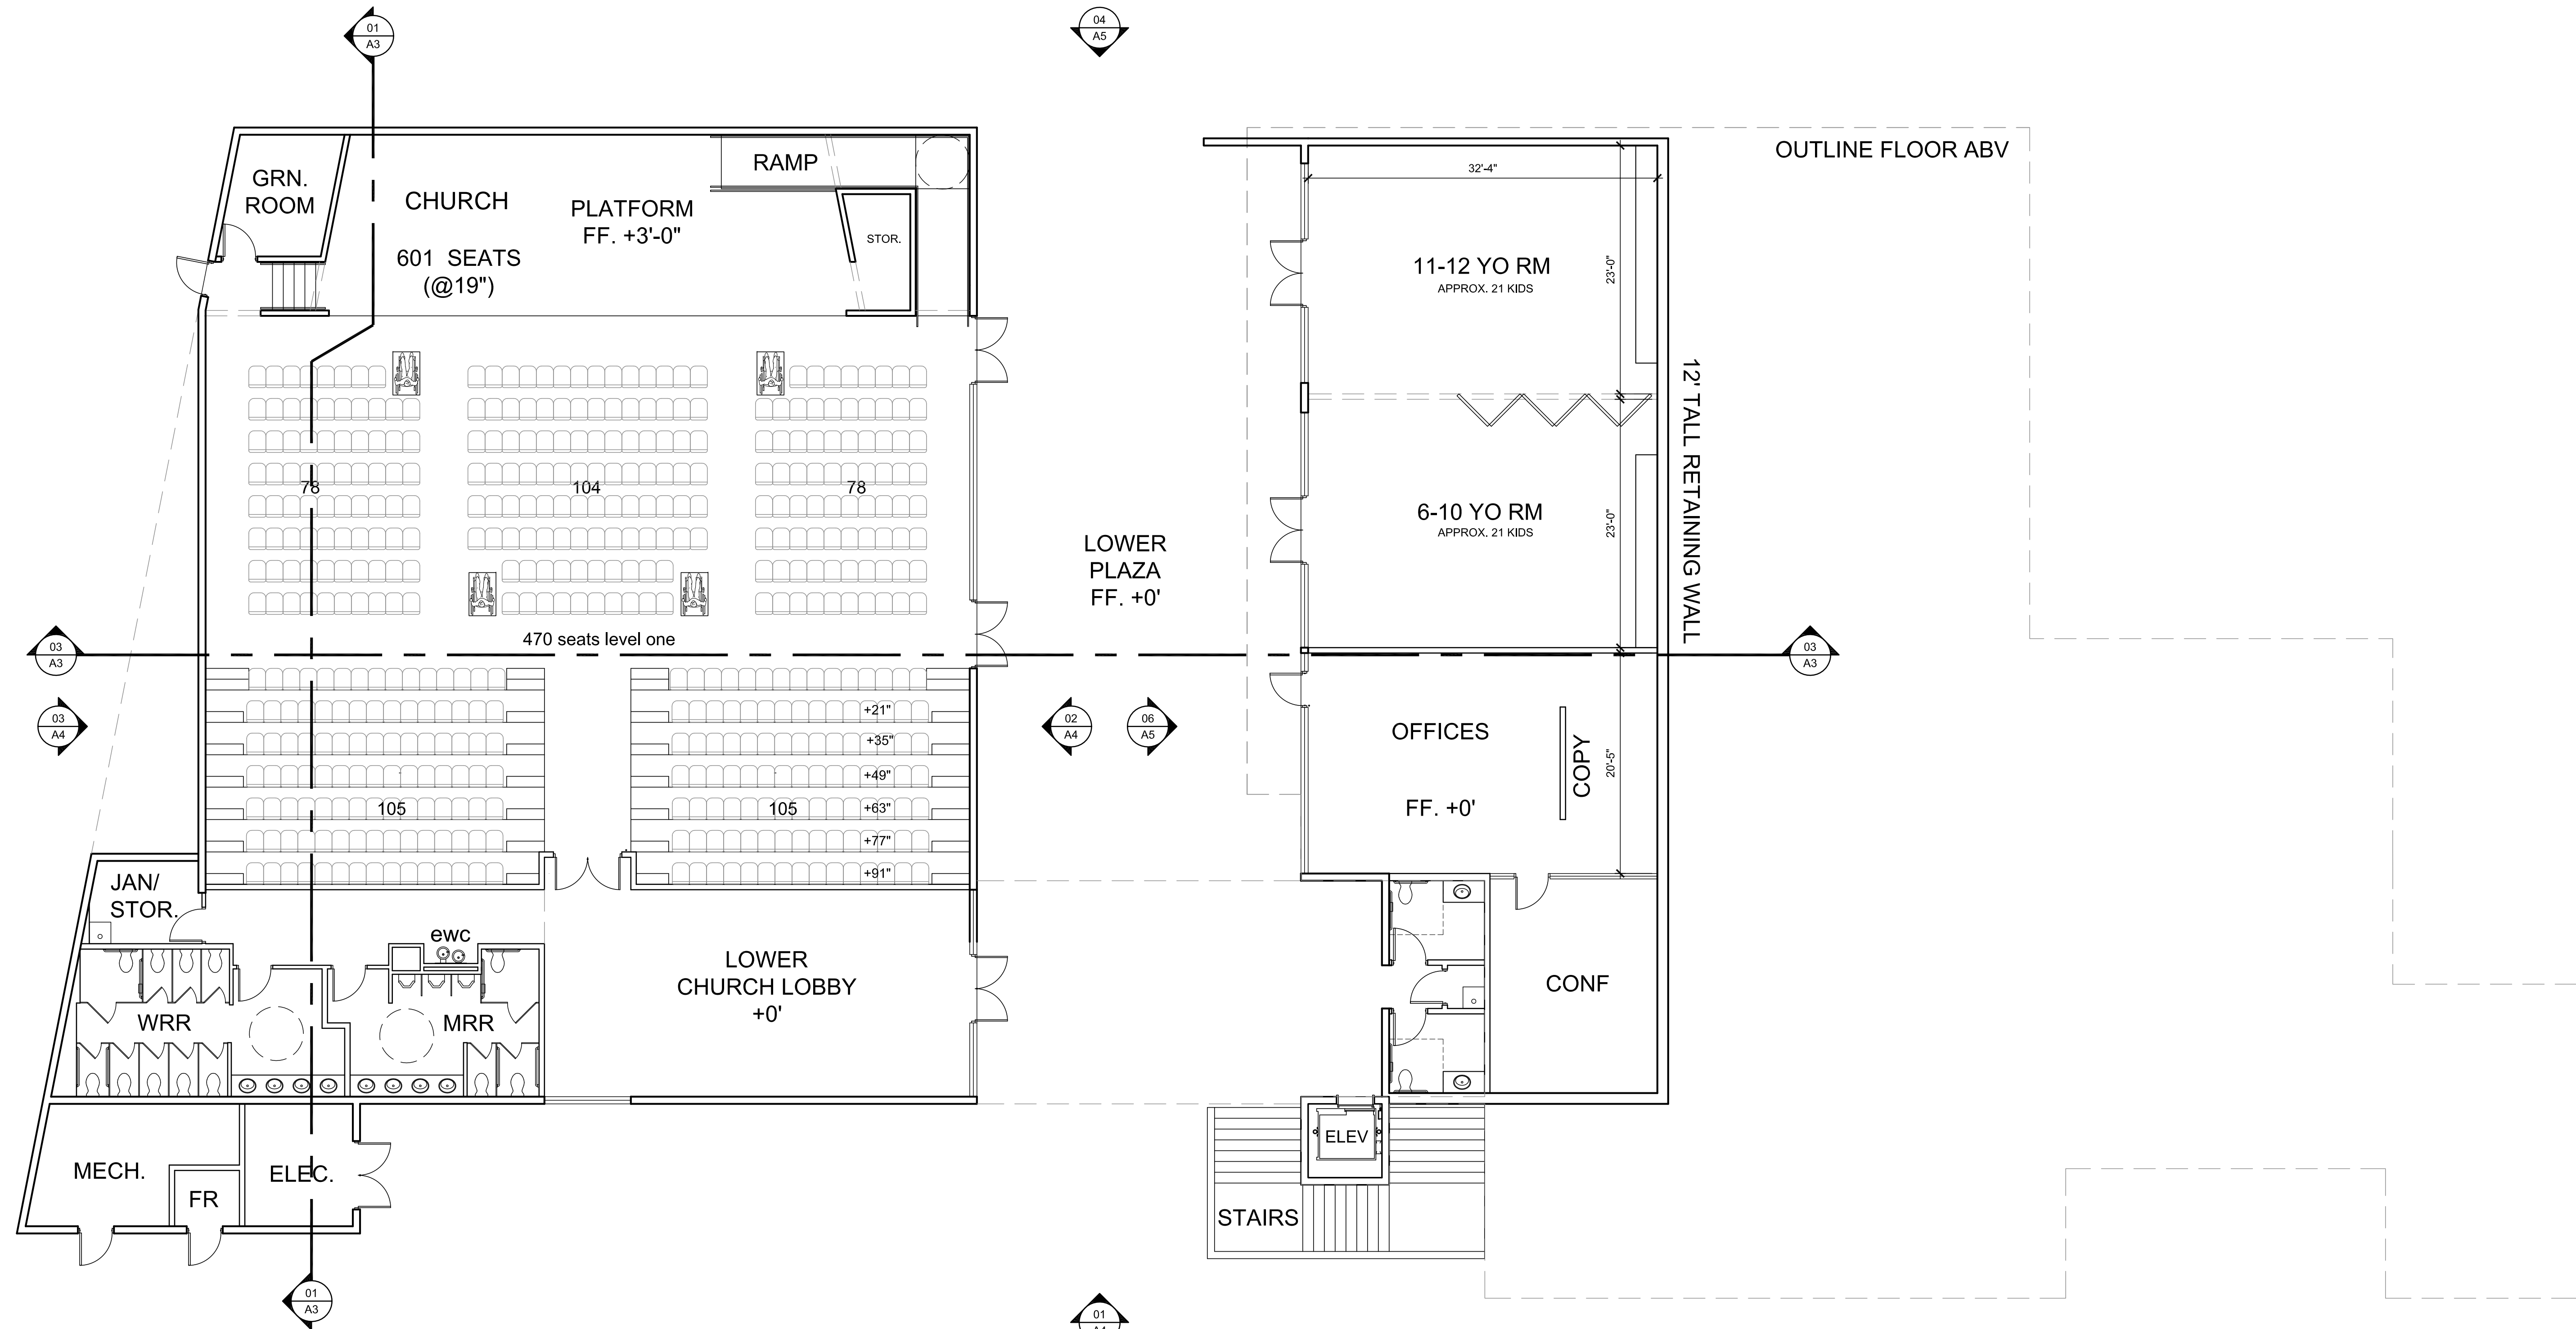 01
A3
04
A5
GRN.
ROOM
CHURCH
601 SEATS
(@19")
PLATFORM
FF. +3'-0"
RAMP
STOR.
OUTLINE FLOOR ABV
32'-4"
11-12 YO RM
APPROX. 21 KIDS
23'-0"
12' TALL RETAINING WALL
78
104
78
6-10 YO RM
APPROX. 21 KIDS
23'-0"
LOWER
PLAZA
FF. +0'
470 seats level one
03
A3
03
A3
03
A4
02
A4
06
A5
+21"
+35"
+49"
+63"
+77"
+91"
105
105
OFFICES
COPY
20'-5"
FF. +0'
JAN/
STOR.
ewc
LOWER
CHURCH LOBBY
+0'
CONF
WRR
MRR
MECH.
FR
ELEC.
ELEV
STAIRS
01
A3
01
A4